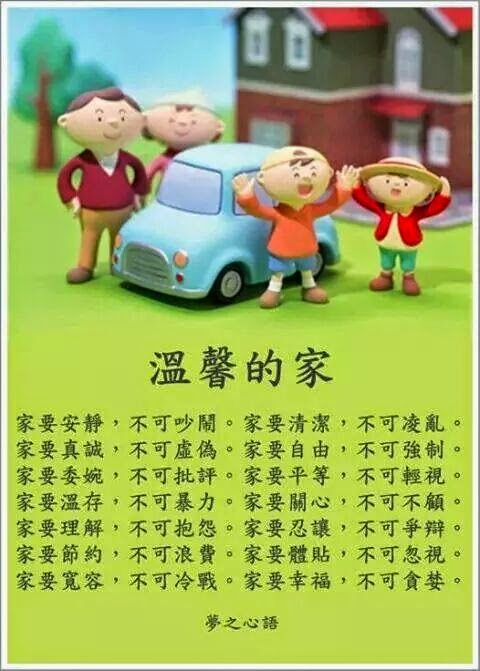 溫馨的家
家要安靜，不可吵鬧。家要清潔，不可凌亂。
家要真誠，不可虛偽。家要自由，不可強制。
家要委婉，不可批評。家要平等，不可輕視。
家要溫存，不可暴力。家要關心，不可不顧。
家要理解，不可抱怨。家要忍讓，不可爭辯。
家要節約，不可浪費。家要體貼，不可忽視。
家要寬容，不可冷戰。家要幸福，不可貪婪。
夢之心語